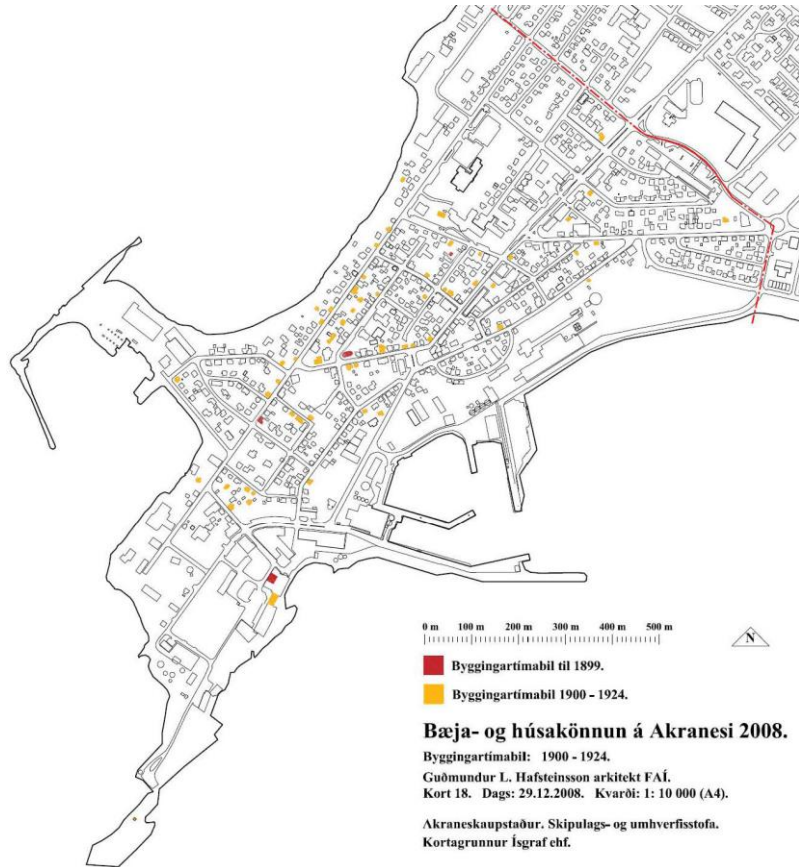 0 m 100 m 200 m 300 m 400 m 500 m
N
Byggingartímabil til 1899.
Byggingartímabil 1900 - 1924.
Bæja- og húsakönnun á Akranesi 2008.
Byggingartímabil: 1900 - 1924.
Guðmundur L. Hafsteinsson arkitekt FAÍ.
Kort 18. Dags: 29.12.2008. Kvarði: 1: 10 000 (A4).
Akraneskaupstaður. Skipulags- og umhverfisstofa.
Kortagrunnur Ísgraf ehf.